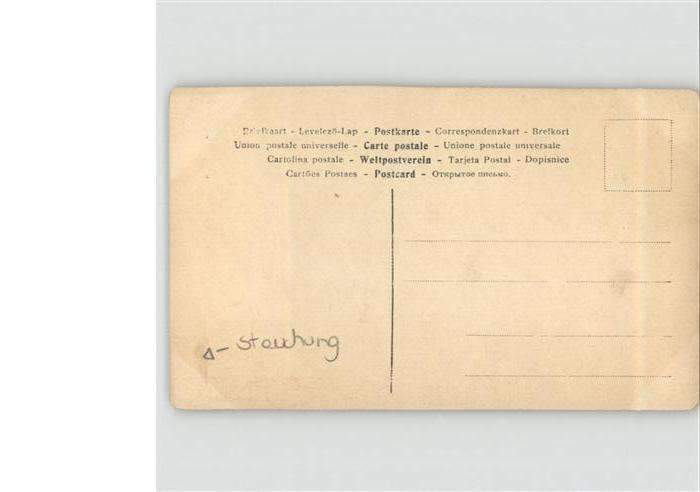 Briefkaart - Levelező-Lap - Postkarte - Correspondenzkart - Brefkort
Union postale universelle - Carte postale - Unione postale universale
Cartolina postale - Weltpostverein - Tarjeta Postal - Dopisnice
Cartões Postaes - Postcard - Открытое письмо.
Stauchung